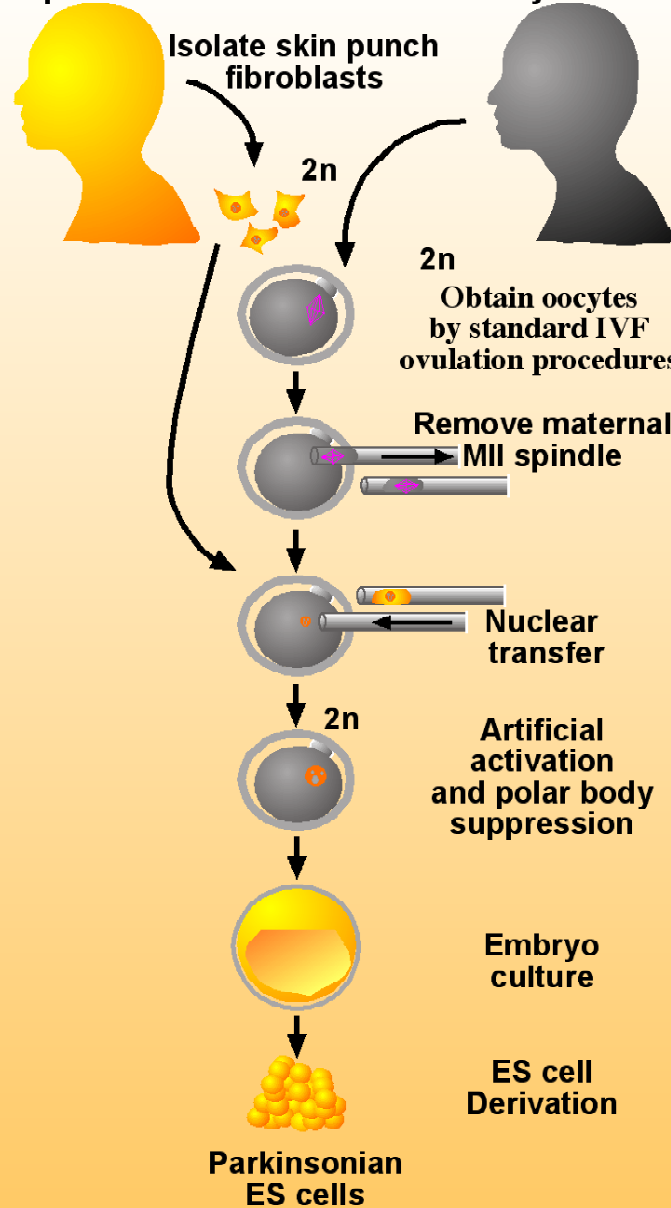 Isolate skin punch
fibroblasts
2n
2n
Obtain oocytes
by standard IVF
ovulation procedures
Remove maternal
MII spindle
Nuclear
transfer
2n
Artificial
activation
and polar body
suppression
Embryo
culture
ES cell
Derivation
Parkinsonian
ES cells